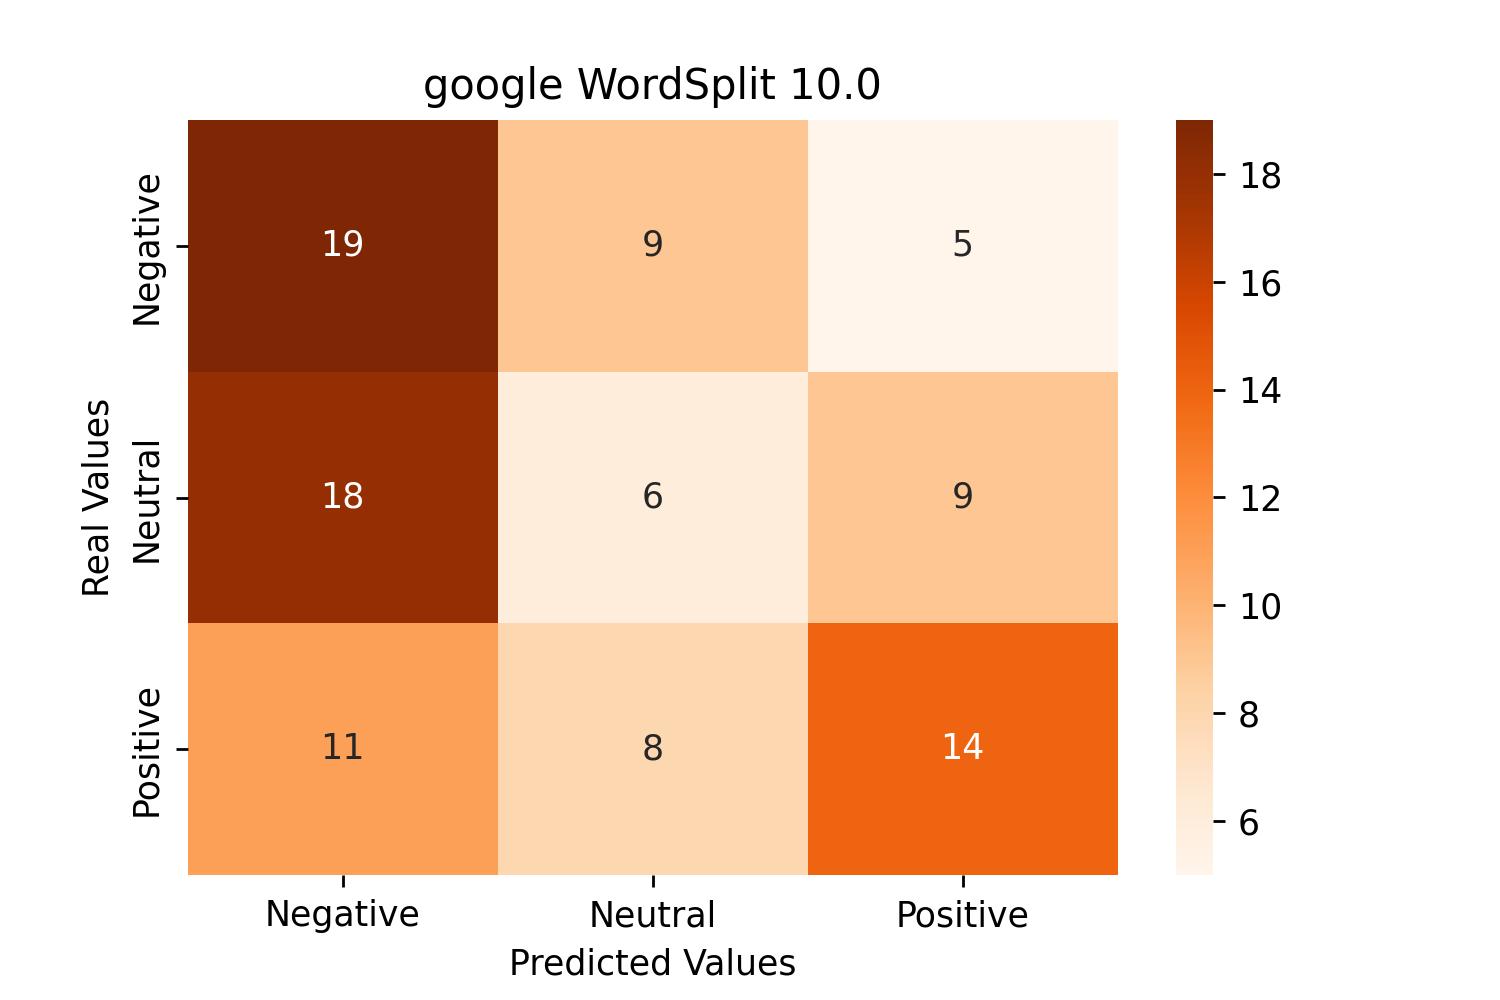 google WordSplit 10.0
Real Values
Negative
19 9 5
Neutral
18 6 9
Positive
11 8 14
Negative Neutral Positive
Predicted Values
18
16
14
12
10
8
6